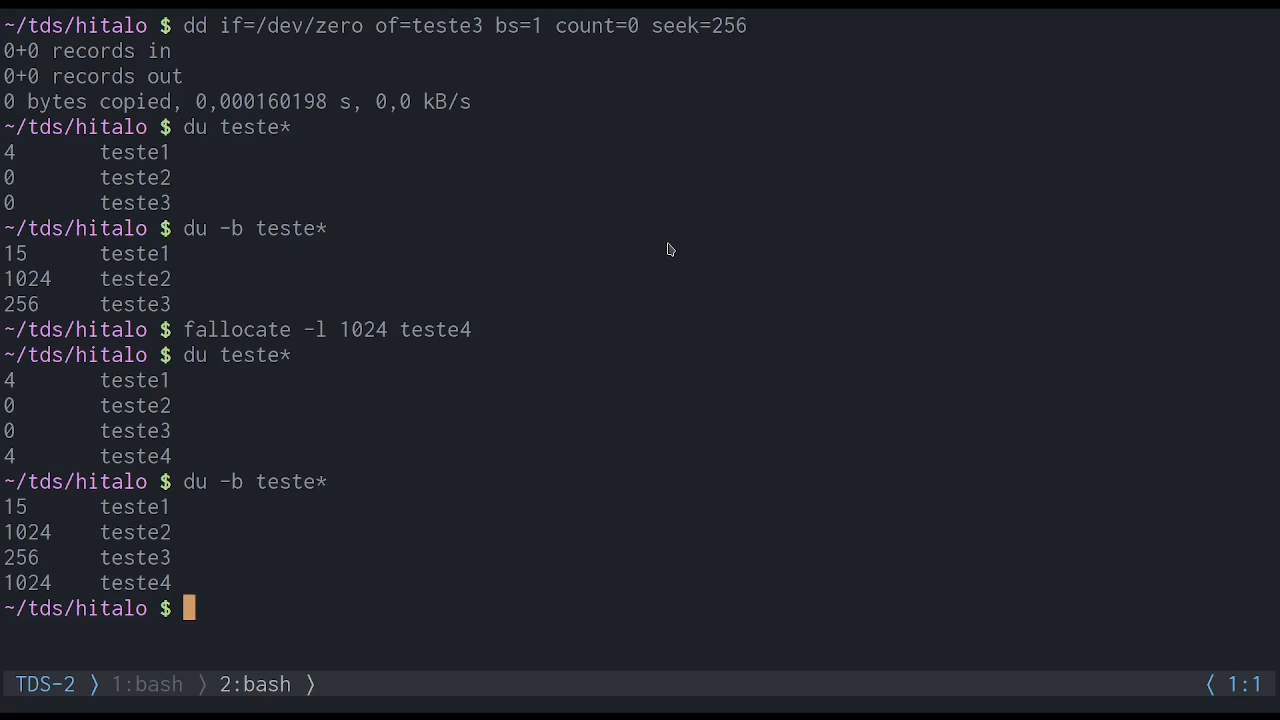 ~/tds/hitalo $ dd if=/dev/zero of=teste3 bs=1 count=0 seek=256
0+0 records in
0+0 records out
0 bytes copied, 0,000160198 s, 0,0 kB/s
~/tds/hitalo $ du teste*
4       teste1
0       teste2
0       teste3
~/tds/hitalo $ du -b teste*
15      teste1
1024    teste2
256     teste3
~/tds/hitalo $ fallocate -l 1024 teste4
~/tds/hitalo $ du teste*
4       teste1
0       teste2
0       teste3
4       teste4
~/tds/hitalo $ du -b teste*
15      teste1
1024    teste2
256     teste3
1024    teste4
~/tds/hitalo $
TDS-2 ⟩ 1:bash ⟩ 2:bash ⟩ ⟨ 1:1